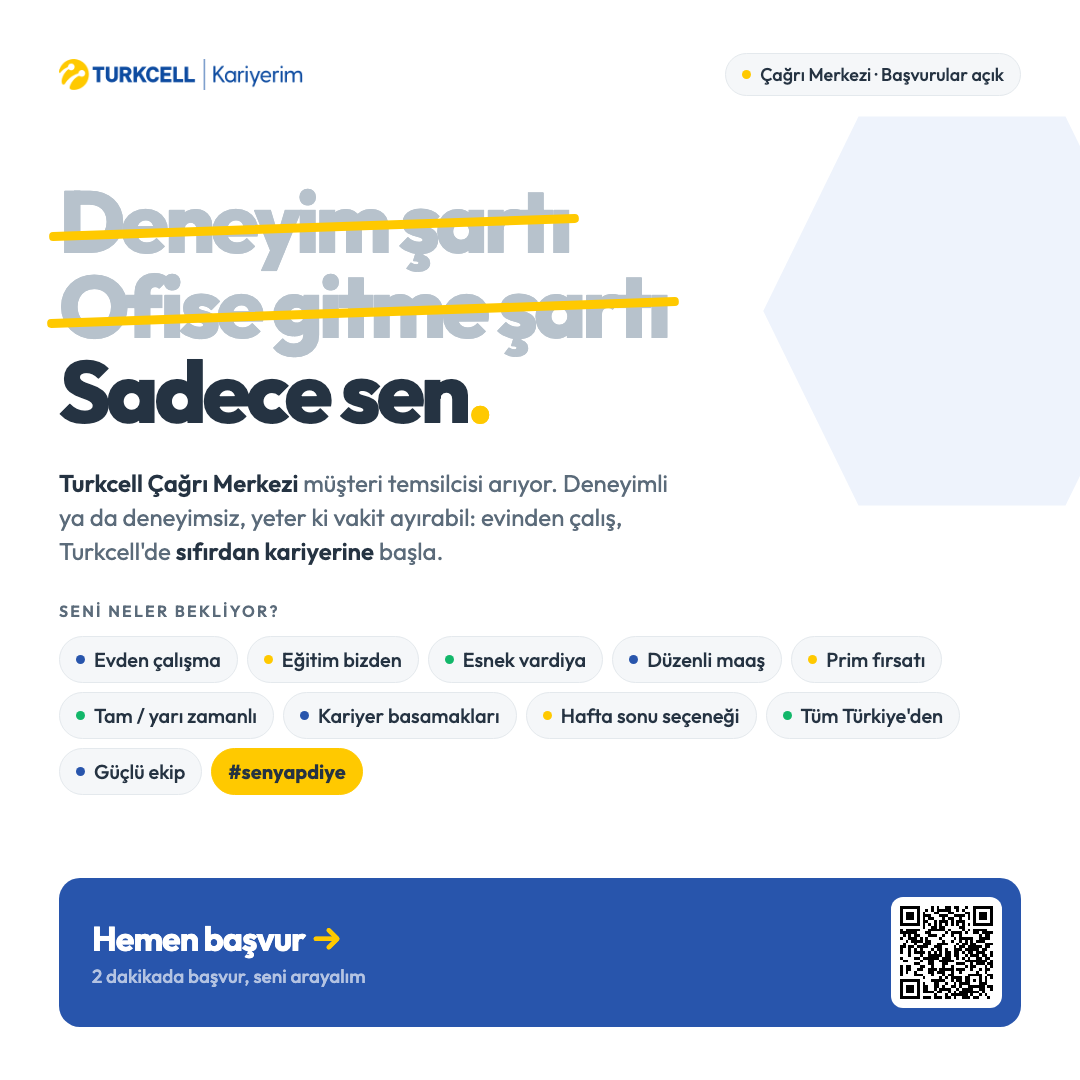 TURKCELL | Kariyerim
Çağrı Merkezi · Başvurular açık
Deneyim şartı
Ofise gitme şartı
Sadece sen.
Turkcell Çağrı Merkezi müşteri temsilcisi arıyor. Deneyimli
ya da deneyimsiz, yeter ki vakit ayırabil: evinden çalış,
Turkcell'de sıfırdan kariyerine başla.
SENİ NELER BEKLİYOR?
Evden çalışma
Eğitim bizden
Esnek vardiya
Düzenli maaş
Prim fırsatı
Tam / yarı zamanlı
Kariyer basamakları
Hafta sonu seçeneği
Tüm Türkiye'den
Güçlü ekip
#senyapdiye
Hemen başvur →
2 dakikada başvur, seni arayalım